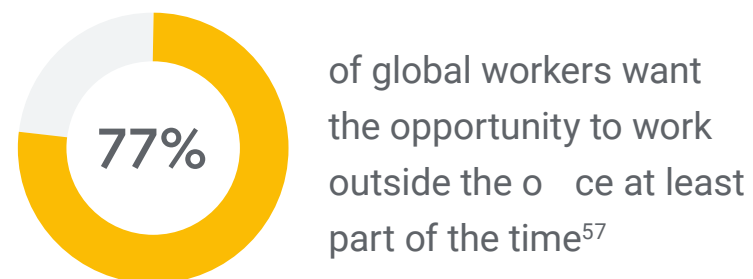 77%
of global workers want
the opportunity to work
outside the o ce at least
part of the time57